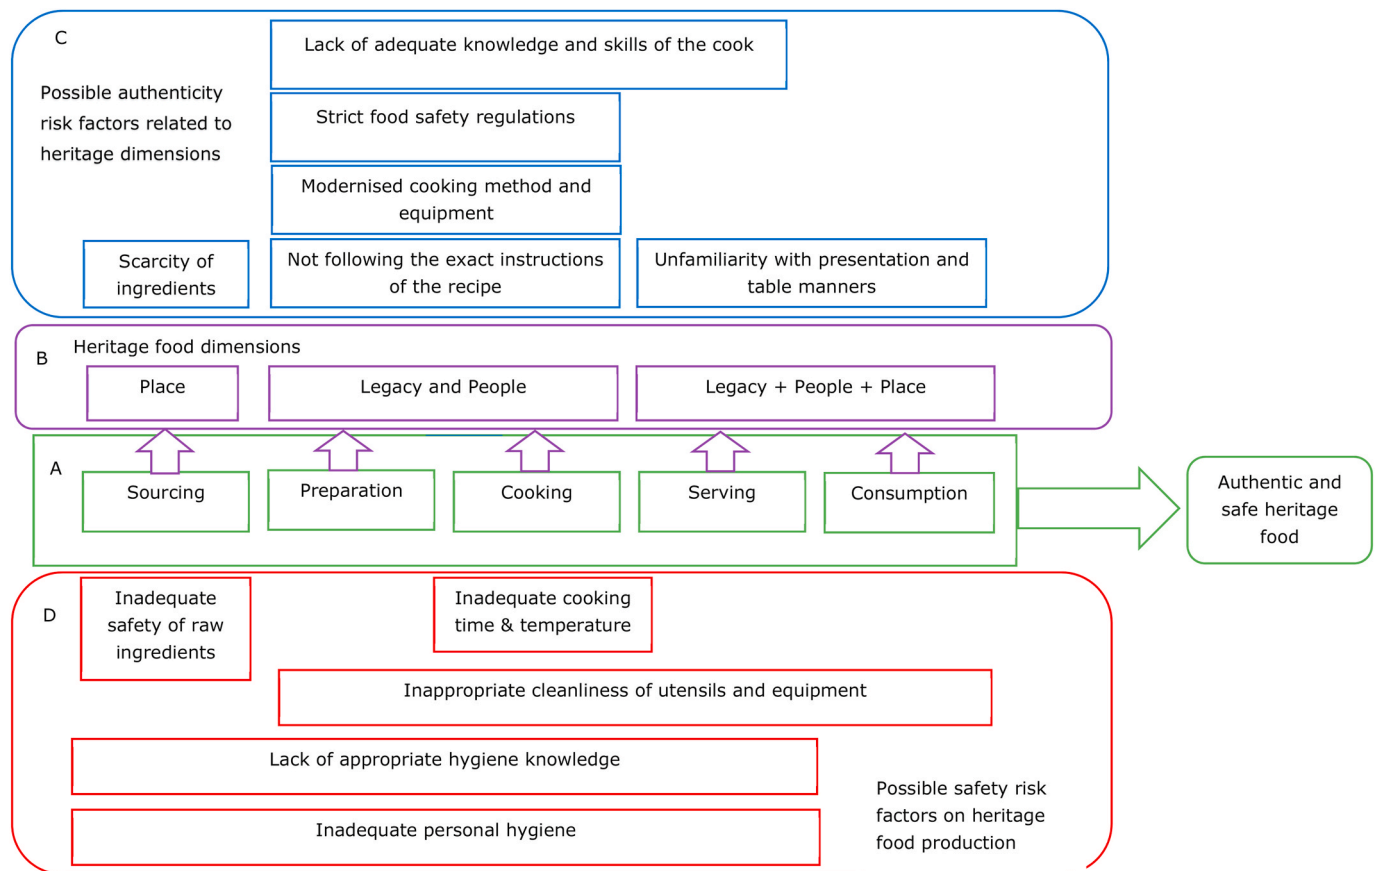 C
Possible authenticity
risk factors related to
heritage dimensions
Lack of adequate knowledge and skills of the cook
Strict food safety regulations
Modernised cooking method and
equipment
Scarcity of
ingredients
Not following the exact instructions
of the recipe
Unfamiliarity with presentation and
table manners
B
Heritage food dimensions
Place
Legacy and People
Legacy + People + Place
A
Sourcing
Preparation
Cooking
Serving
Consumption
Authentic and
safe heritage
food
D
Inadequate
safety of raw
ingredients
Inadequate cooking
time & temperature
Inappropriate cleanliness of utensils and equipment
Lack of appropriate hygiene knowledge
Inadequate personal hygiene
Possible safety risk
factors on heritage
food production